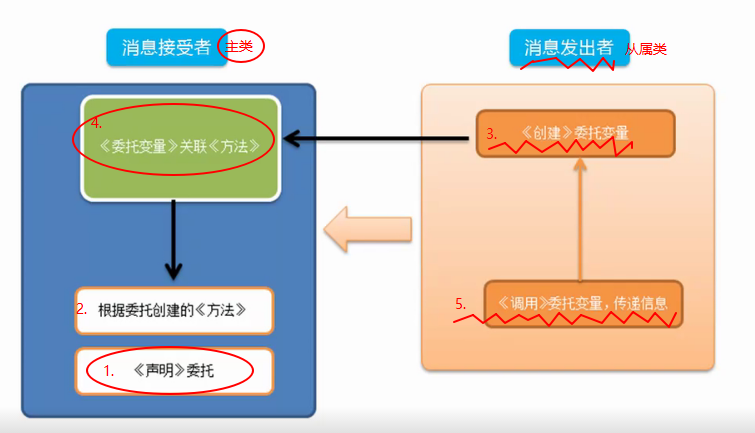 消息接受者 主类
消息发出者 从属类
4.
《委托变量》关联《方法》
3. 《创建》委托变量
2. 根据委托创建的《方法》
5. 《调用》委托变量，传递信息
1. 《声明》委托